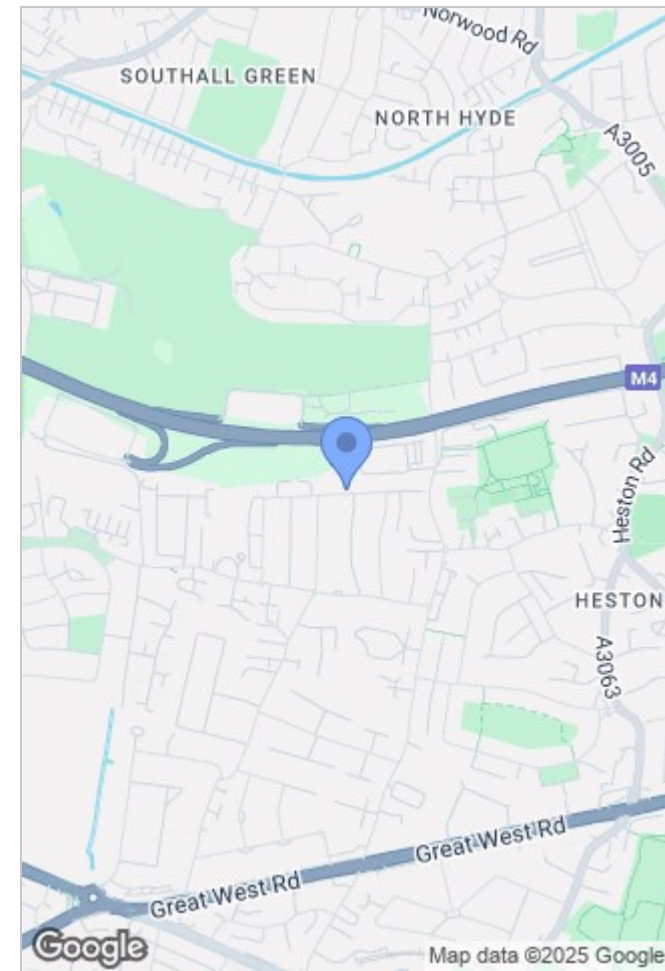 Norwood Rd
SOUTHALL GREEN
NORTH HYDE
A3005
M4
Heston Rd
HESTON
A3063
Great West Rd
Great West Rd
Google
Map data ©2025 Google